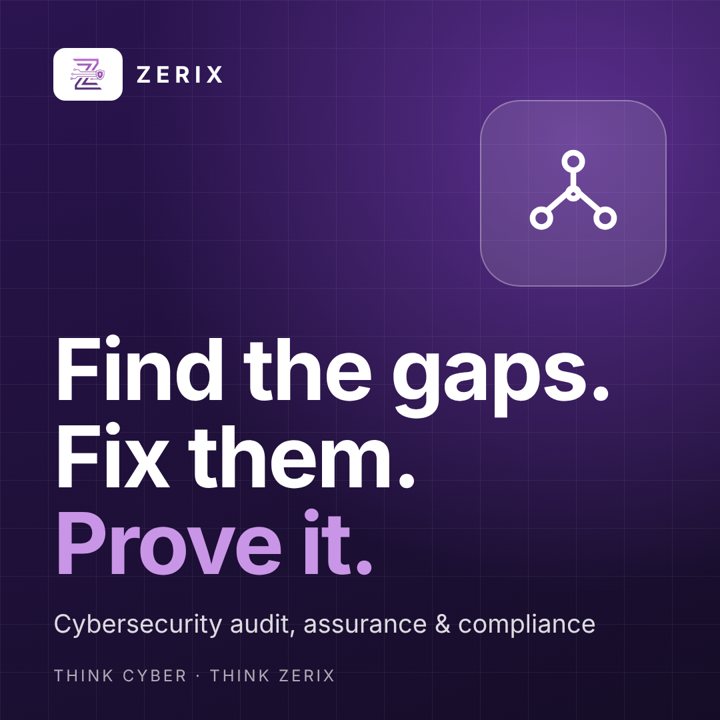 ZERIX
Find the gaps.
Fix them.
Prove it.
Cybersecurity audit, assurance & compliance
THINK CYBER · THINK ZERIX